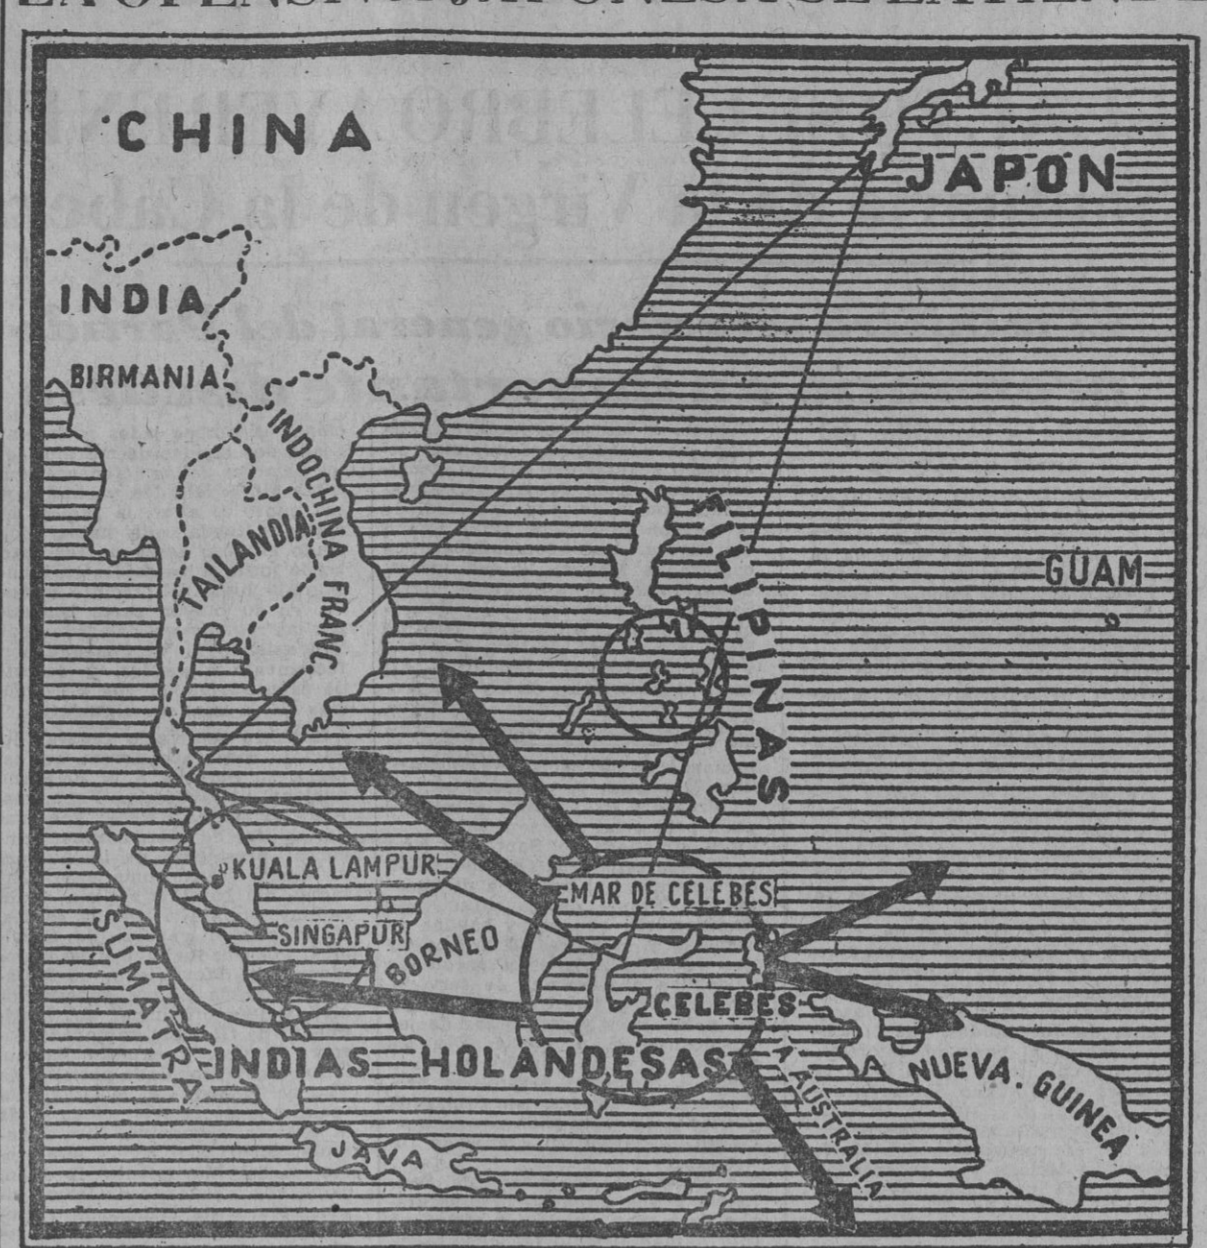 CHINA
JAPON
INDIA
BIRMANIA
INDOCHINA FRANC.
TAILANDIA
FILIPINAS
GUAM
KUALA LAMPUR
MAR DE CELEBES
SINGAPUR
BORNEO
SUMATRA
CELEBES
INDIAS HOLANDESAS
A AUSTRALIA
NUEVA. GUINEA
JAVA